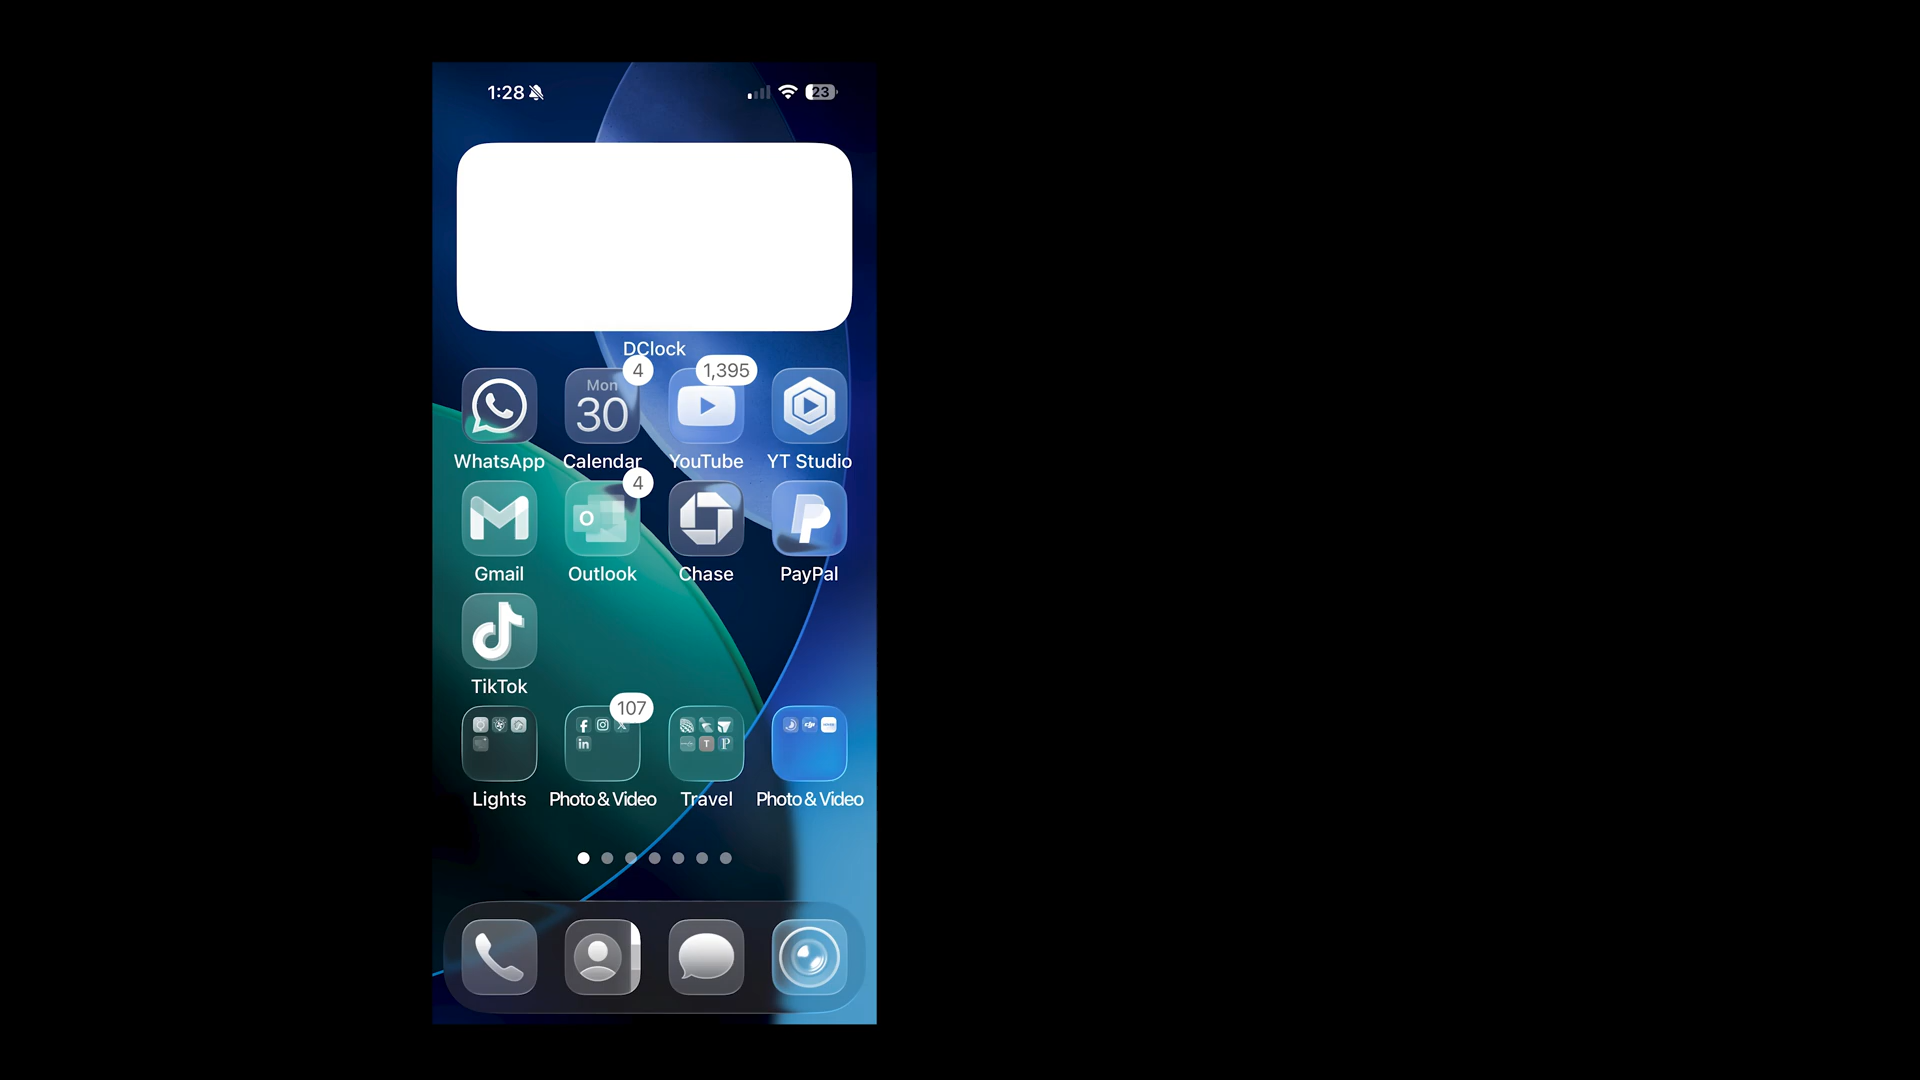 1:28 23
DClock
4 1,395
Mon
30
WhatsApp Calendar YouTube YT Studio
4
O
Gmail Outlook Chase PayPal
TikTok
107
Lights Photo & Video Travel Photo & Video